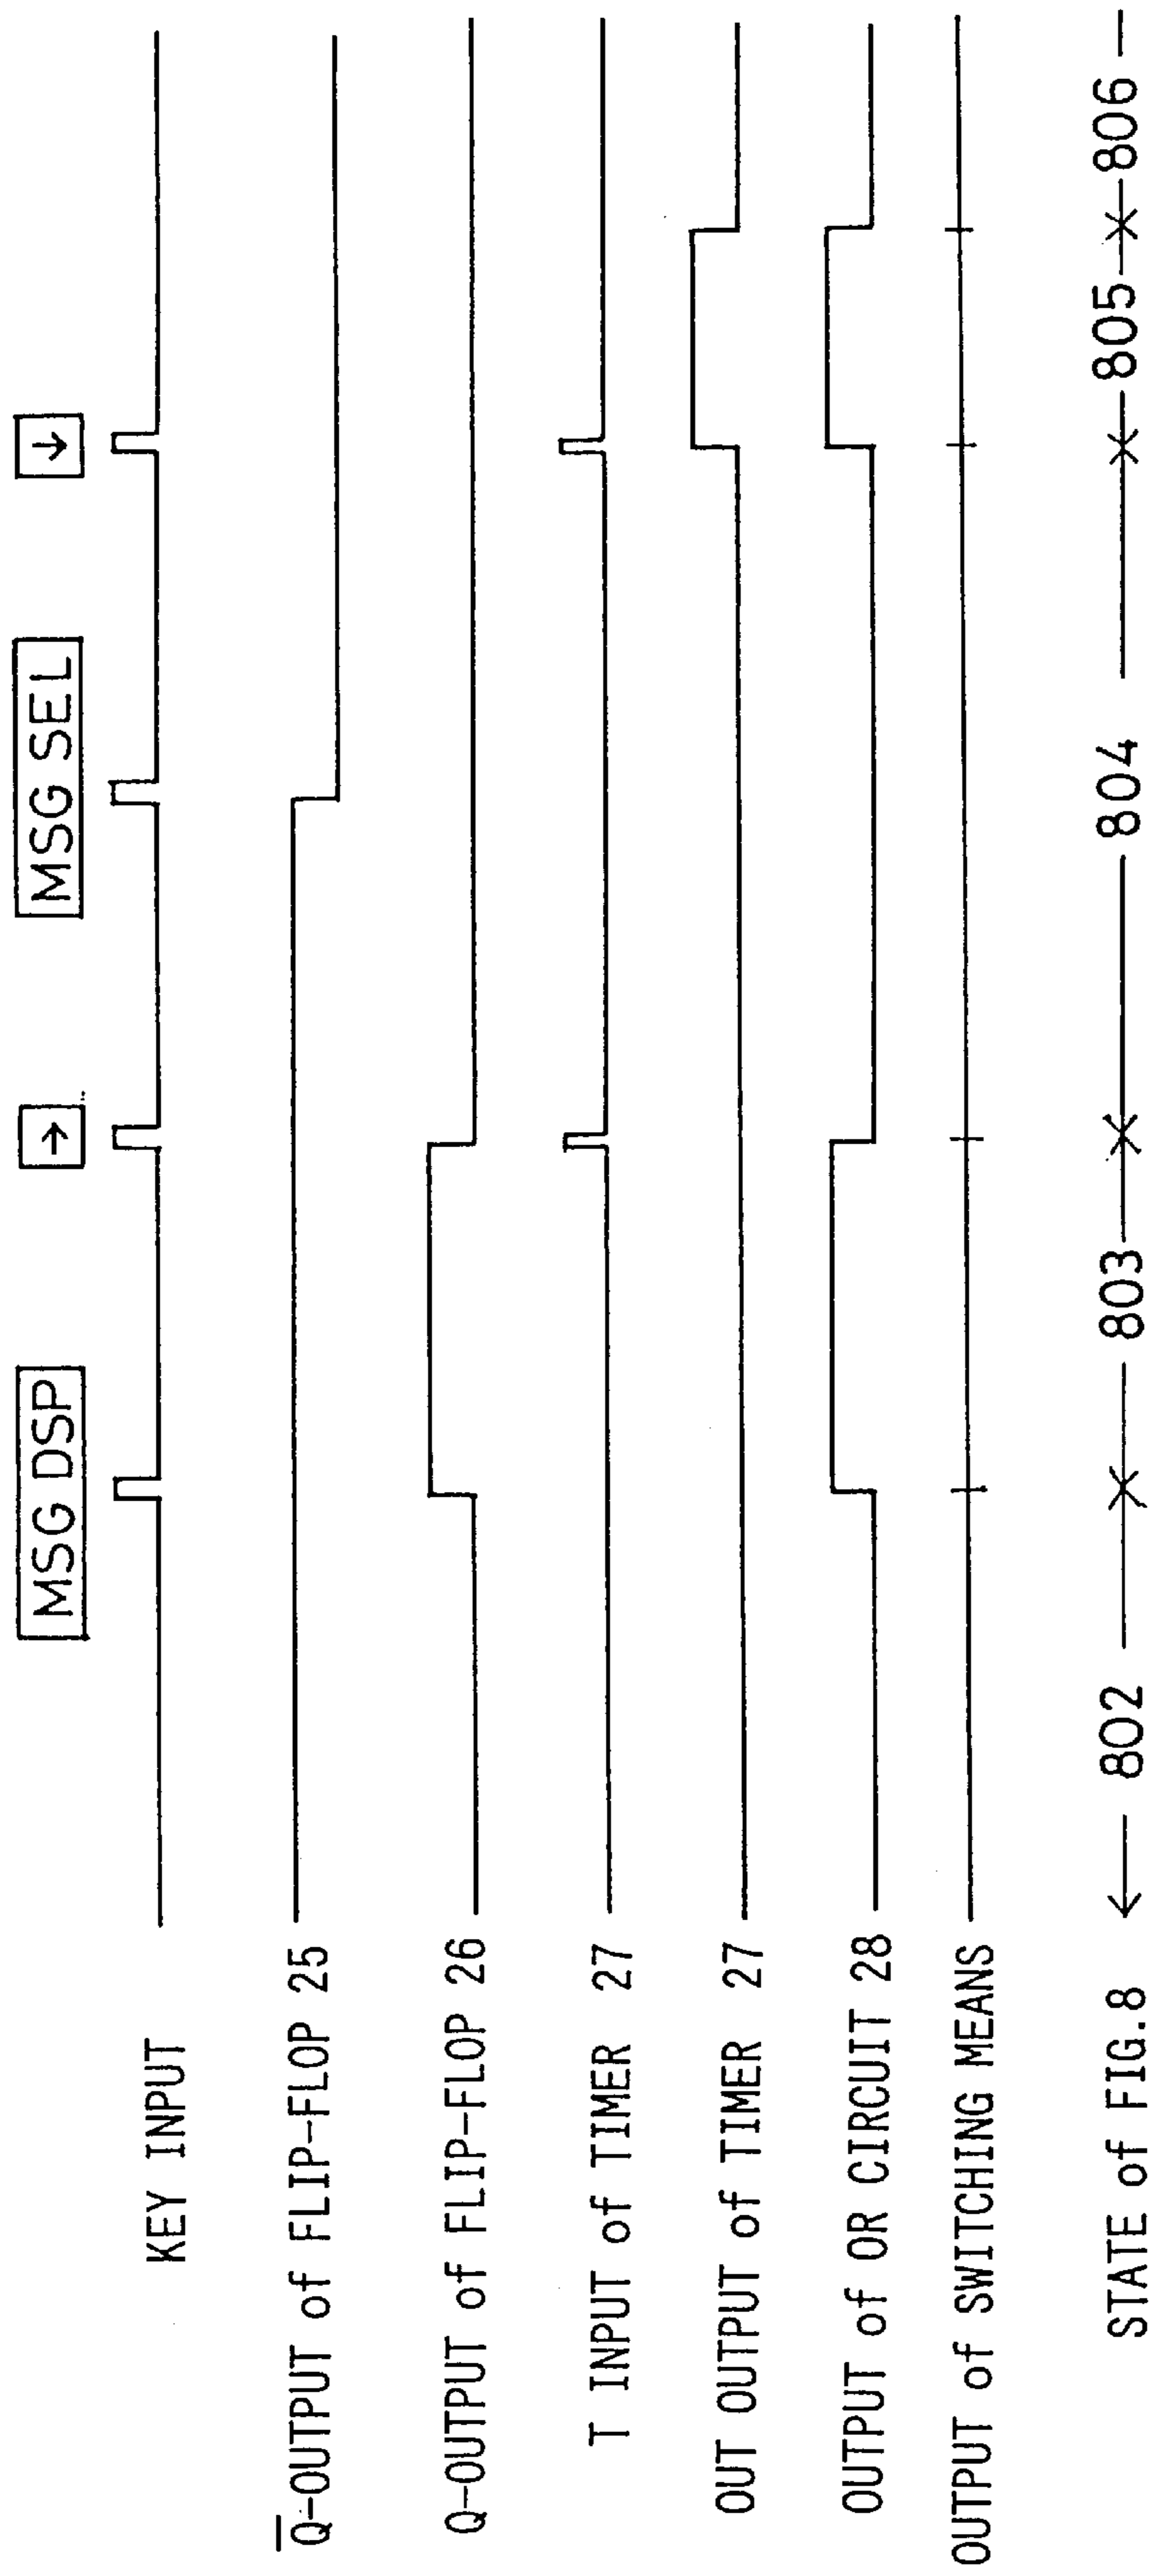 MSG DSP → MSG SEL ↓
KEY INPUT
Q̅-OUTPUT of FLIP-FLOP 25
Q-OUTPUT of FLIP-FLOP 26
T INPUT of TIMER 27
OUT OUTPUT of TIMER 27
OUTPUT of OR CIRCUIT 28
OUTPUT of SWITCHING MEANS
STATE of FIG.8 ← 802 803 804 805 806